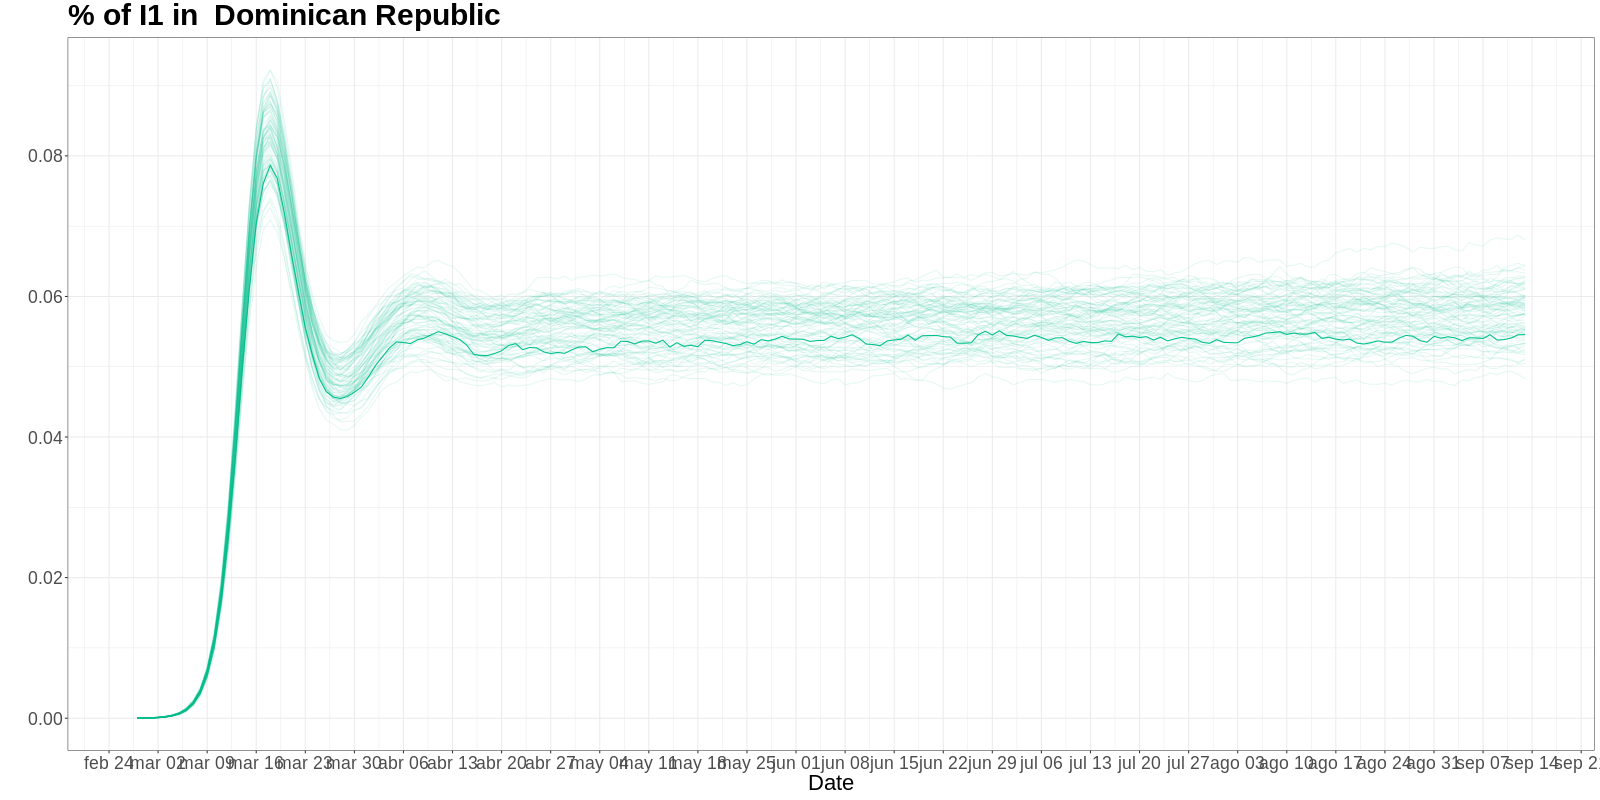 % of I1 in  Dominican Republic
0.08
0.06
0.04
0.02
0.00
feb 24 mar 02 mar 09 mar 16 mar 23 mar 30 abr 06 abr 13 abr 20 abr 27 may 04 may 11 may 18 may 25 jun 01 jun 08 jun 15 jun 22 jun 29 jul 06 jul 13 jul 20 jul 27 ago 03 ago 10 ago 17 ago 24 ago 31 sep 07 sep 14 sep 21
Date